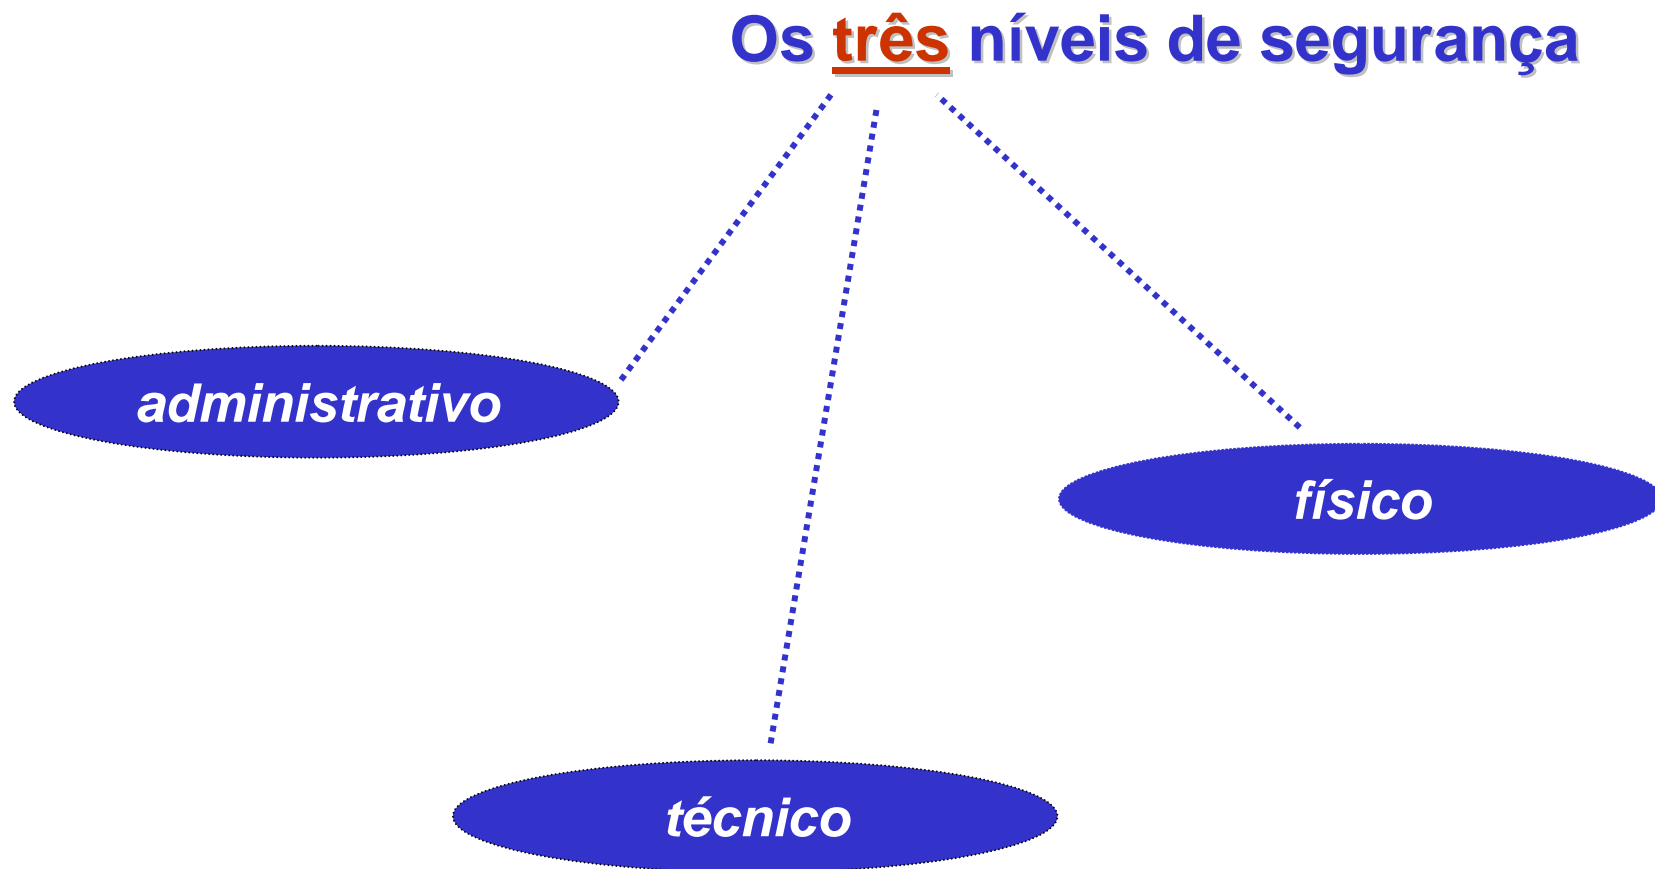 Os três níveis de segurança
administrativo
físico
técnico